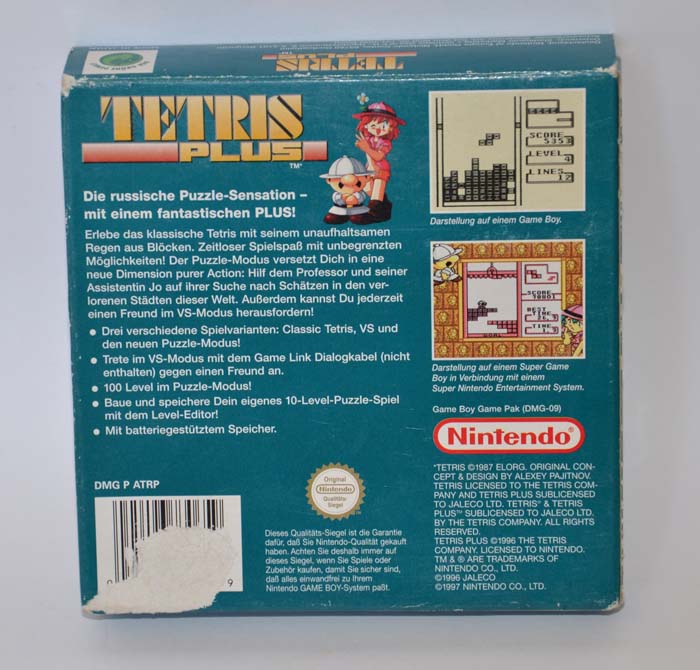 TETRIS
PLUS
TETRIS
PLUS
TM
Die russische Puzzle-Sensation –
mit einem fantastischen PLUS!
Erlebe das klassische Tetris mit seinem unaufhaltsamen
Regen aus Blöcken. Zeitloser Spielspaß mit unbegrenzten
Möglichkeiten! Der Puzzle-Modus versetzt Dich in eine
neue Dimension purer Action: Hilf dem Professor und seiner
Assistentin Jo auf ihrer Suche nach Schätzen in den ver-
lorenen Städten dieser Welt. Außerdem kannst Du jederzeit
einen Freund im VS-Modus herausfordern!
• Drei verschiedene Spielvarianten: Classic Tetris, VS und
den neuen Puzzle-Modus!
• Trete im VS-Modus mit dem Game Link Dialogkabel (nicht
enthalten) gegen einen Freund an.
• 100 Level im Puzzle-Modus!
• Baue und speichere Dein eigenes 10-Level-Puzzle-Spiel
mit dem Level-Editor!
• Mit batteriegestütztem Speicher.
DMG P ATRP
0
9
Original
Nintendo
Qualitäts-
Siegel
Dieses Qualitäts-Siegel ist die Garantie
dafür, daß Sie Nintendo-Qualität gekauft
haben. Achten Sie deshalb immer auf
dieses Siegel, wenn Sie Spiele oder
Zubehör kaufen, damit Sie sicher sind,
daß alles einwandfrei zu Ihrem
Nintendo GAME BOY-System paßt.
SCORE
5353
LEVEL
4
LINES
12
Darstellung auf einem Game Boy.
SCORE
BEST
TIME
TIME
Darstellung auf einem Super Game
Boy in Verbindung mit einem
Super Nintendo Entertainment System.
Game Boy Game Pak (DMG-09)
Nintendo®
"TETRIS ©1987 ELORG. ORIGINAL CON-
CEPT & DESIGN BY ALEXEY PAJITNOV.
TETRIS LICENSED TO THE TETRIS COM-
PANY AND TETRIS PLUS SUBLICENSED
TO JALECO LTD. TETRIS" & TETRIS
PLUS™ SUBLICENSED TO JALECO LTD.
BY THE TETRIS COMPANY. ALL RIGHTS
RESERVED.
TETRIS PLUS ©1996 THE TETRIS
COMPANY. LICENSED TO NINTENDO.
TM & ® ARE TRADEMARKS OF
NINTENDO CO., LTD.
©1996 JALECO
©1997 NINTENDO CO., LTD.